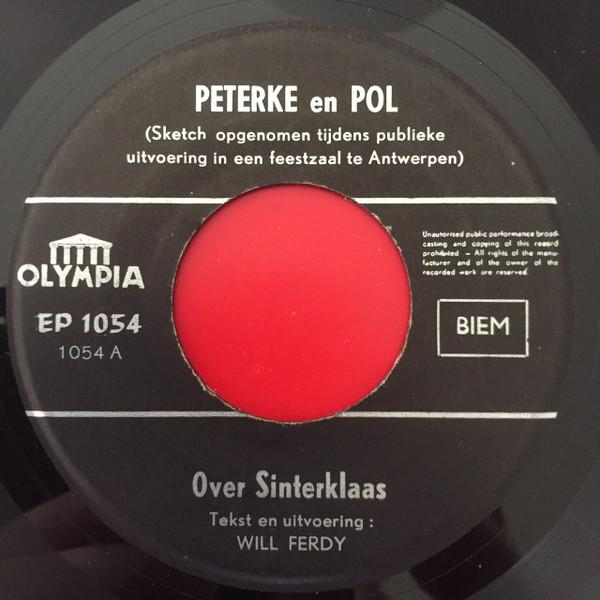 PETERKE en POL
(Sketch opgenomen tijdens publieke
uitvoering in een feestzaal te Antwerpen)
OLYMPIA
EP 1054
1054 A
Unauthorised public performance broad-
casting and copying of this record
prohibited – All rights of the manu-
facturer and of the owner of the
recorded work are reserved.
BIEM
Over Sinterklaas
Tekst en uitvoering :
WILL FERDY